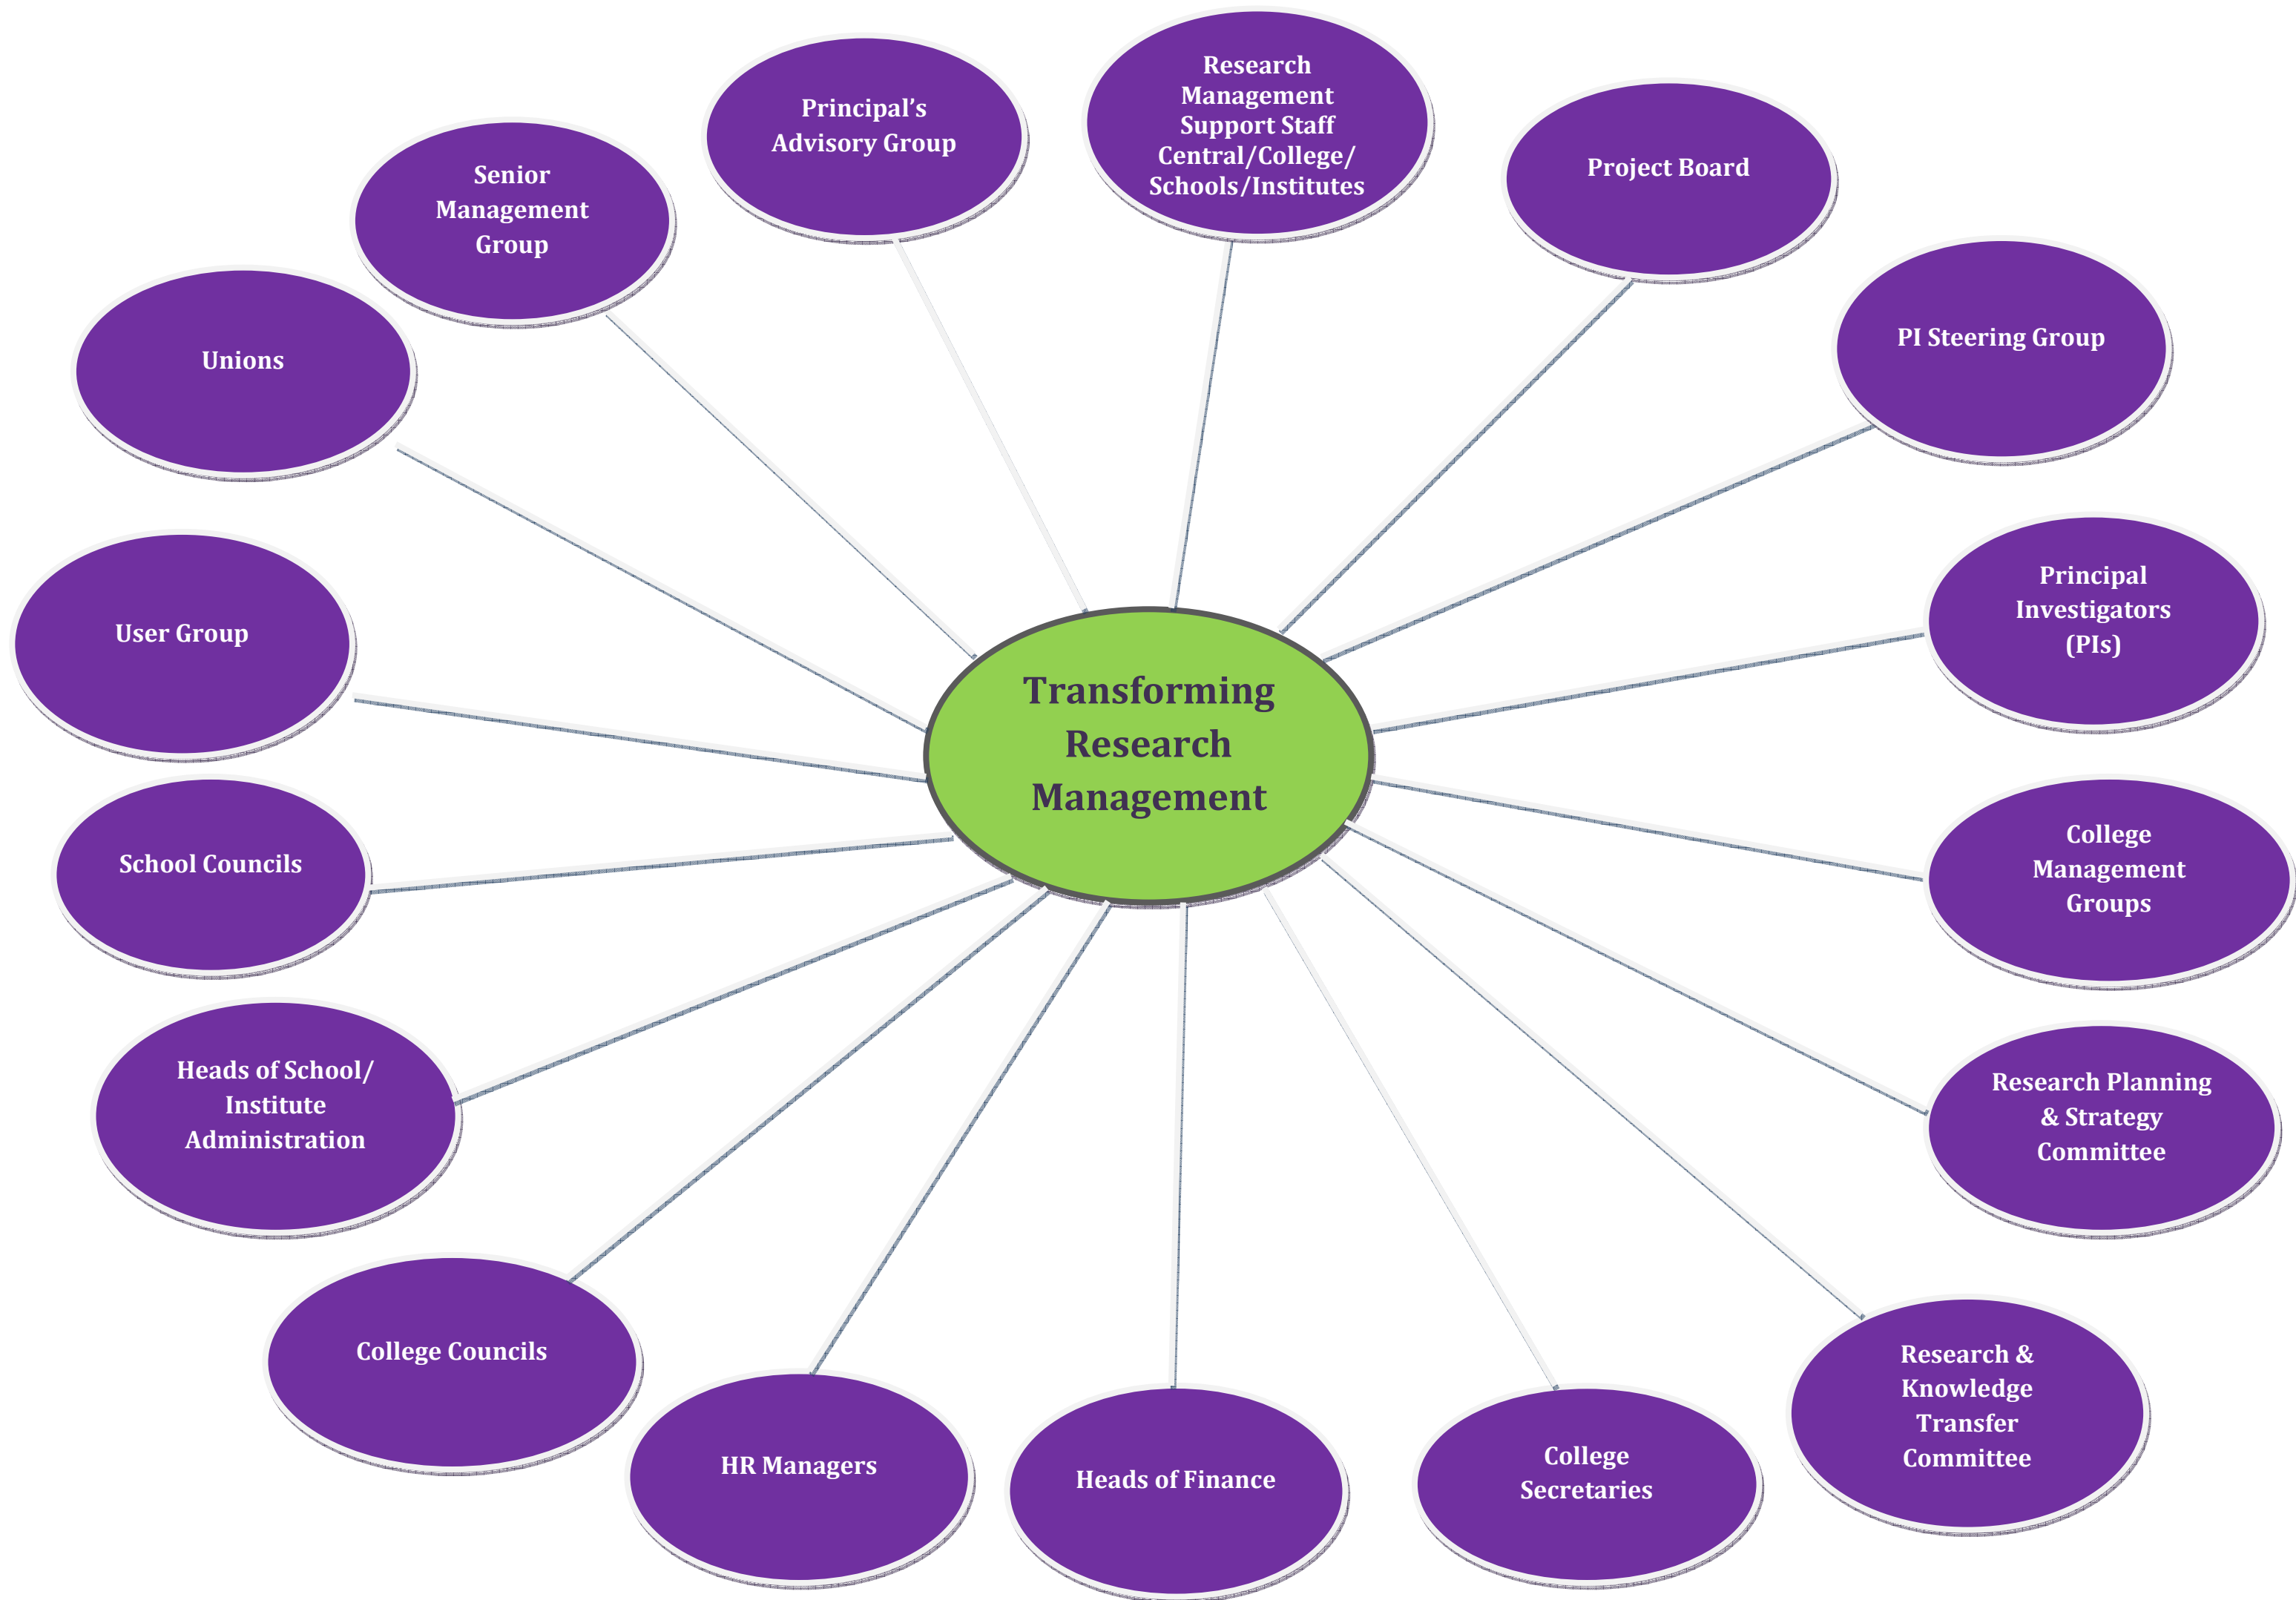 Research
Management
Support Staff
Central/College/
Schools/Institutes
Principal’s
Advisory Group
Project Board
Senior
Management
Group
PI Steering Group
Unions
Principal
Investigators
(PIs)
User Group
Transforming
Research
Management
School Councils
College
Management
Groups
Heads of School/
Institute
Administration
Research Planning
& Strategy
Committee
College Councils
Research &
Knowledge
Transfer
Committee
HR Managers
Heads of Finance
College
Secretaries